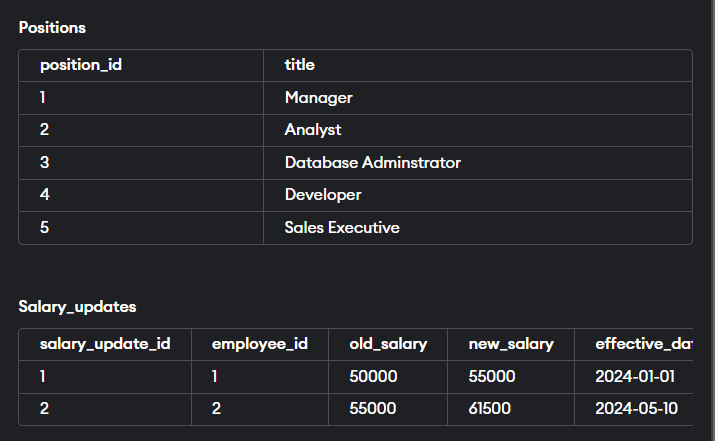 Positions
position_id title
1 Manager
2 Analyst
3 Database Adminstrator
4 Developer
5 Sales Executive
Salary_updates
salary_update_id employee_id old_salary new_salary effective_da
1 1 50000 55000 2024-01-01
2 2 55000 61500 2024-05-10